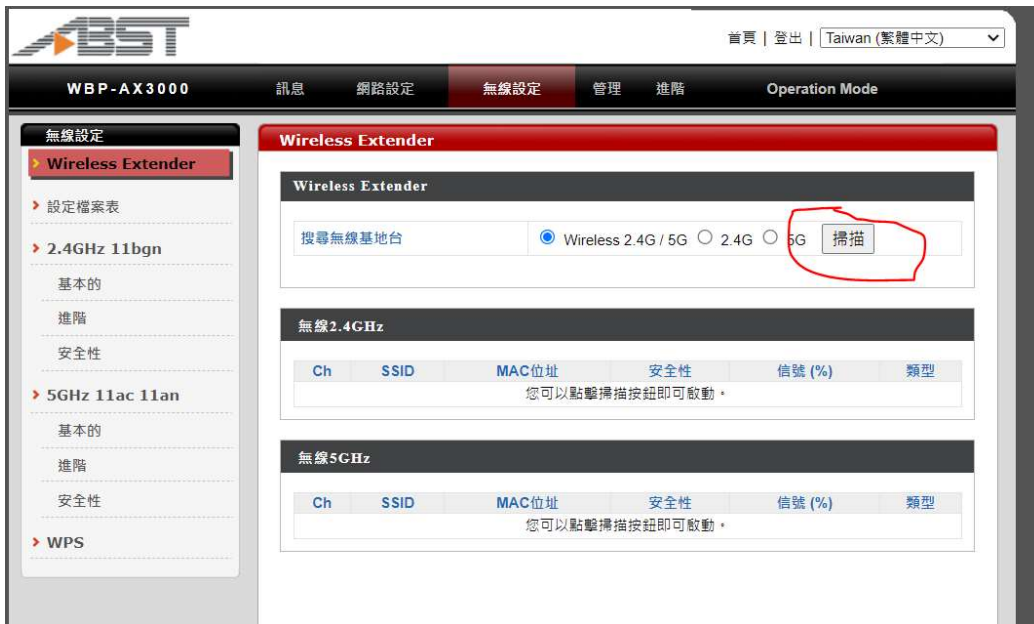 ABST
首頁 | 登出 | Taiwan (繁體中文)
WBP-AX3000 訊息 網路設定 無線設定 管理 進階 Operation Mode
無線設定
Wireless Extender
設定檔案表
2.4GHz 11bgn
基本的
進階
安全性
5GHz 11ac 11an
基本的
進階
安全性
WPS
Wireless Extender
Wireless Extender
搜尋無線基地台 Wireless 2.4G / 5G 2.4G 5G 掃描
無線2.4GHz
Ch SSID MAC位址 安全性 信號 (%) 類型
您可以點擊掃描按鈕即可啟動。
無線5GHz
Ch SSID MAC位址 安全性 信號 (%) 類型
您可以點擊掃描按鈕即可啟動。